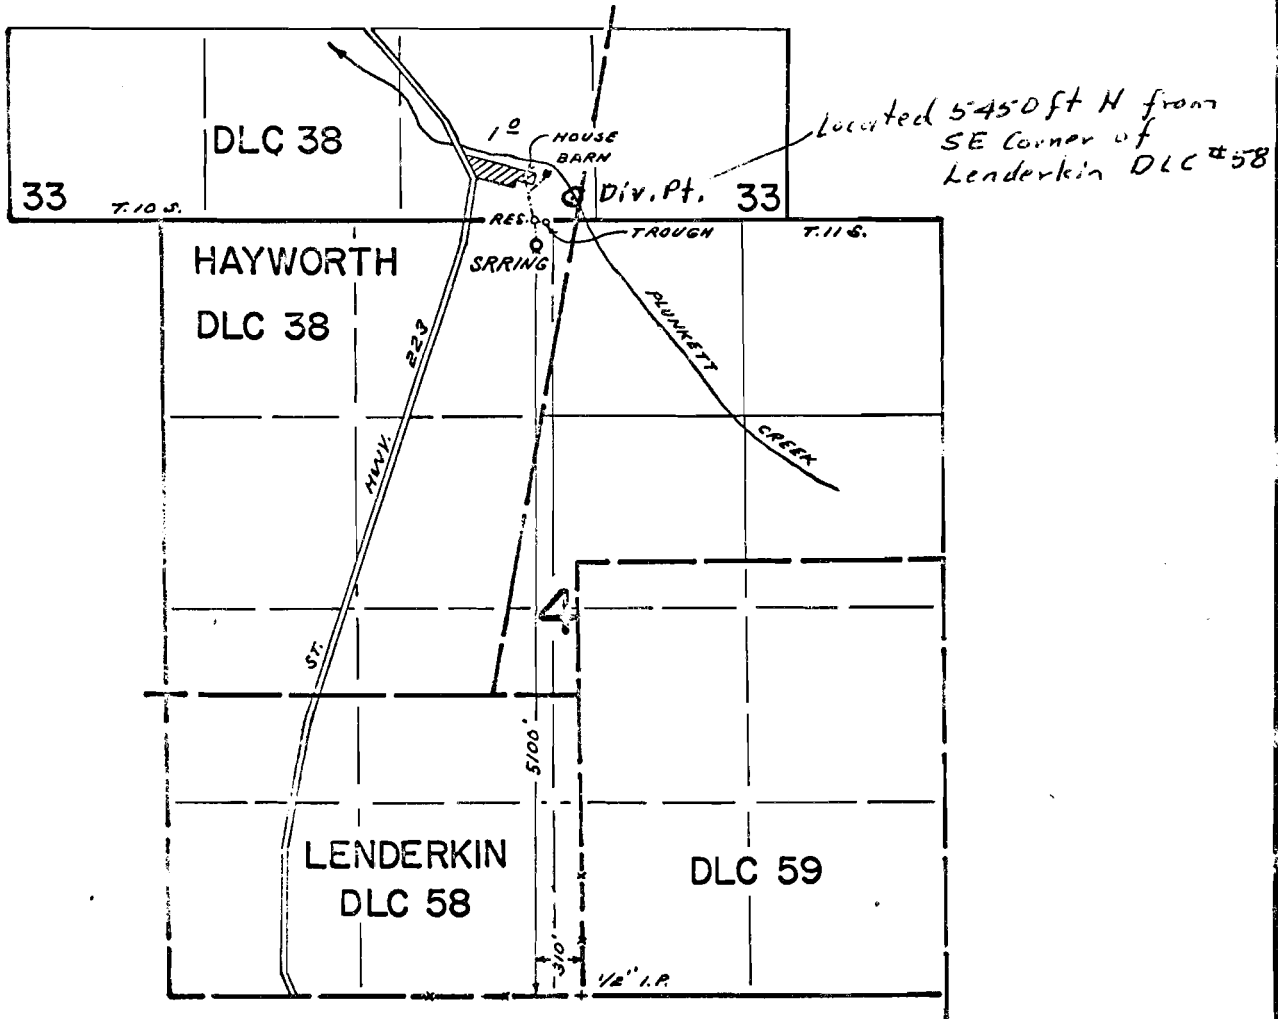 Located 5450 ft N from
SE Corner of
Lenderkin DLC #58
DLC 38
1º
HOUSE
BARN
33
T. 10 S.
Div. Pt.
33
RES.
TROUGH
T. 11 S.
SRRING
HAYWORTH
DLC 38
PLUNKETT
CREEK
ST.
HWY.
223
4
5100'
LENDERKIN
DLC 58
DLC 59
310'
1/2" I.P.